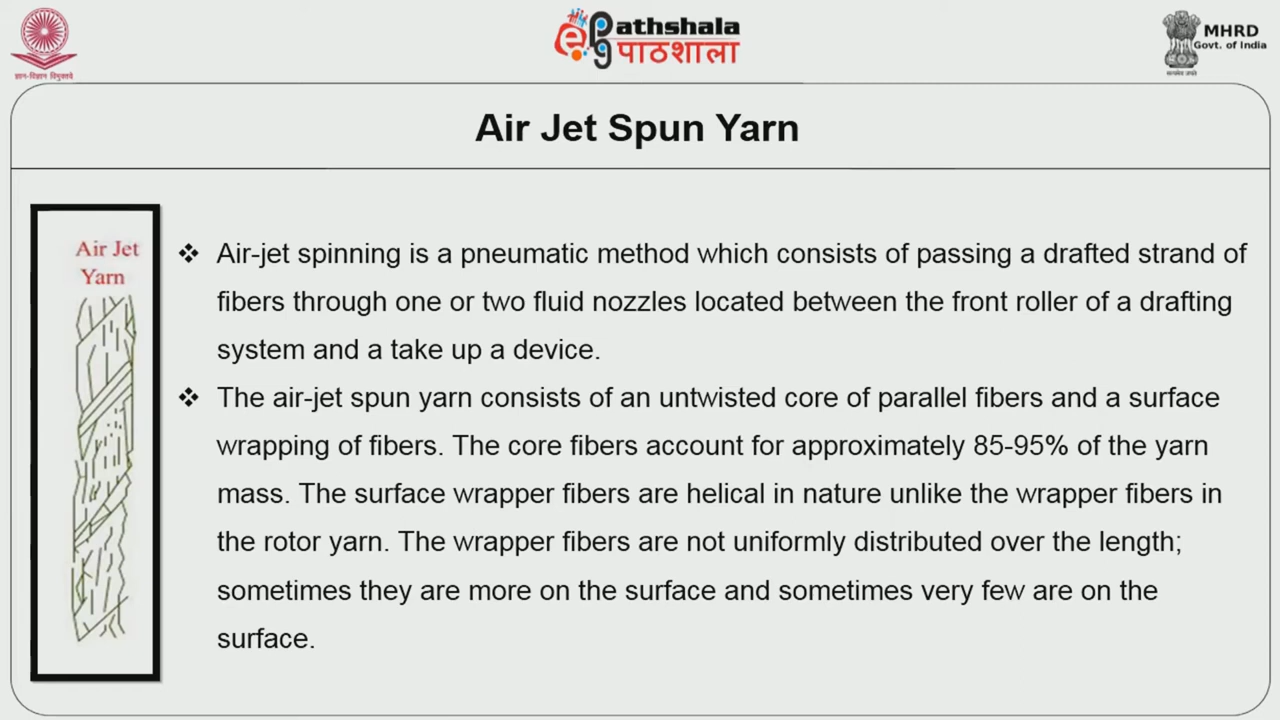 ज्ञान-विज्ञान विमुक्तये
ePathshala
पाठशाला
MHRD
Govt. of India
सत्यमेव जयते
Air Jet Spun Yarn
Air Jet
Yarn
❖ Air-jet spinning is a pneumatic method which consists of passing a drafted strand of
fibers through one or two fluid nozzles located between the front roller of a drafting
system and a take up a device.
❖ The air-jet spun yarn consists of an untwisted core of parallel fibers and a surface
wrapping of fibers. The core fibers account for approximately 85-95% of the yarn
mass. The surface wrapper fibers are helical in nature unlike the wrapper fibers in
the rotor yarn. The wrapper fibers are not uniformly distributed over the length;
sometimes they are more on the surface and sometimes very few are on the
surface.